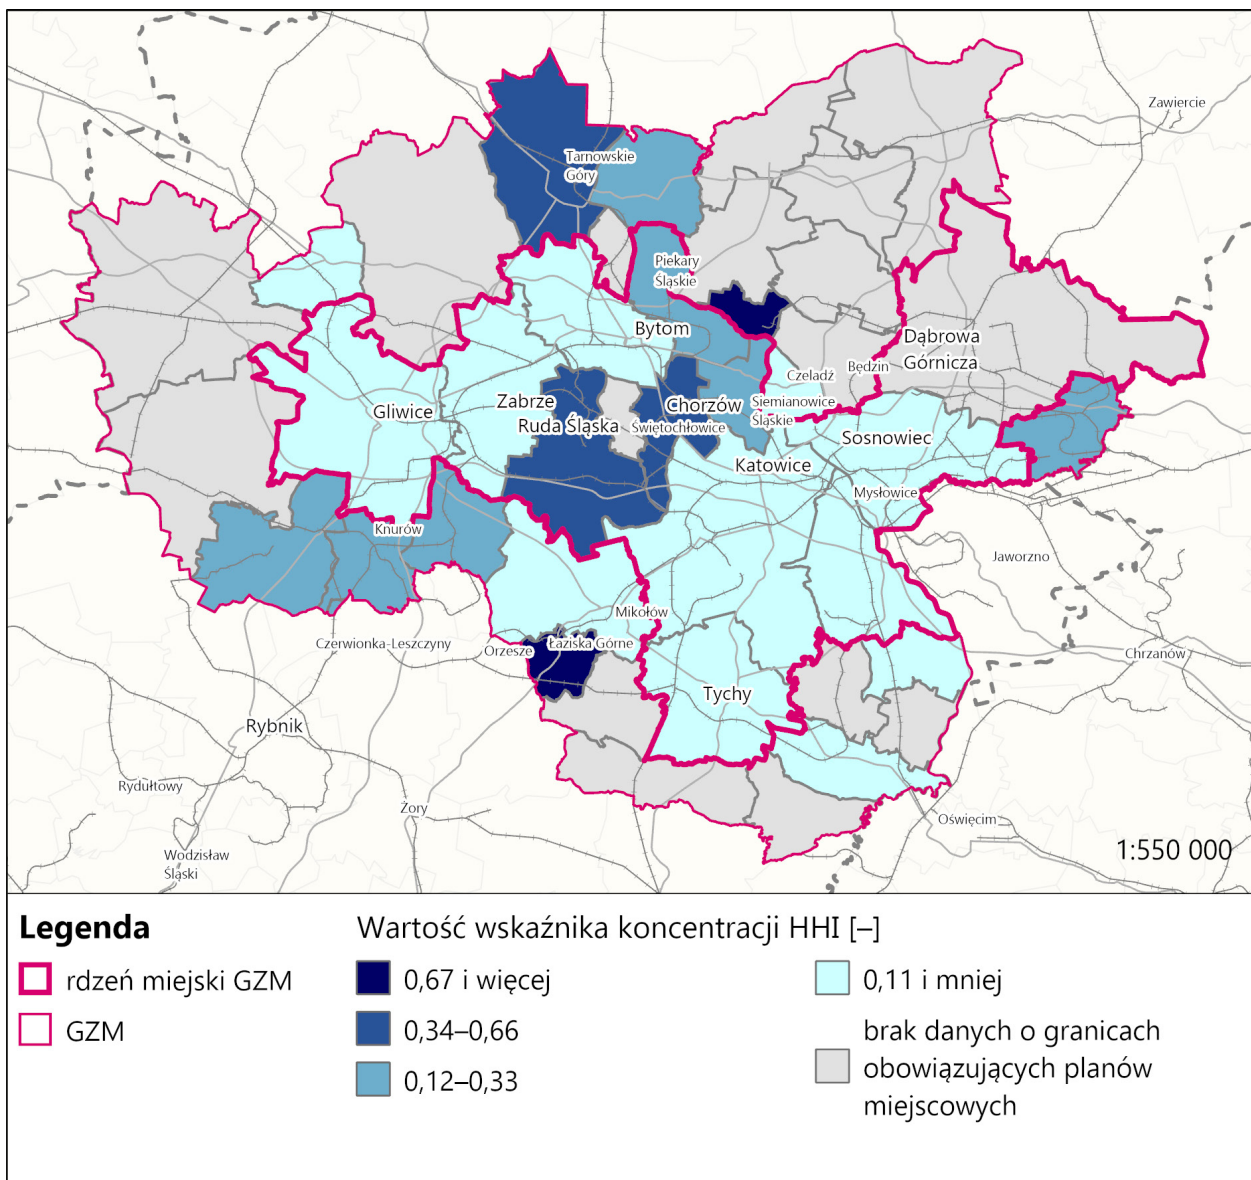 Zawiercie
Tarnowskie
Góry
Piekary
Śląskie
Bytom
Dąbrowa
Górnicza
Czeladź
Będzin
Gliwice
Zabrze
Chorzów
Siemianowice
Śląskie
Ruda Śląska
Świętochłowice
Sosnowiec
Katowice
Mysłowice
Knurów
Jaworzno
Mikołów
Czerwionka-Leszczyny
Orzesze
Łaziska Górne
Chrzanów
Tychy
Rybnik
Rydułtowy
Żory
Oświęcim
Wodzisław
Śląski
1:550 000
Legenda
rdzeń miejski GZM
GZM
Wartość wskaźnika koncentracji HHI [–]
0,67 i więcej
0,34–0,66
0,12–0,33
0,11 i mniej
brak danych o granicach
obowiązujących planów
miejscowych